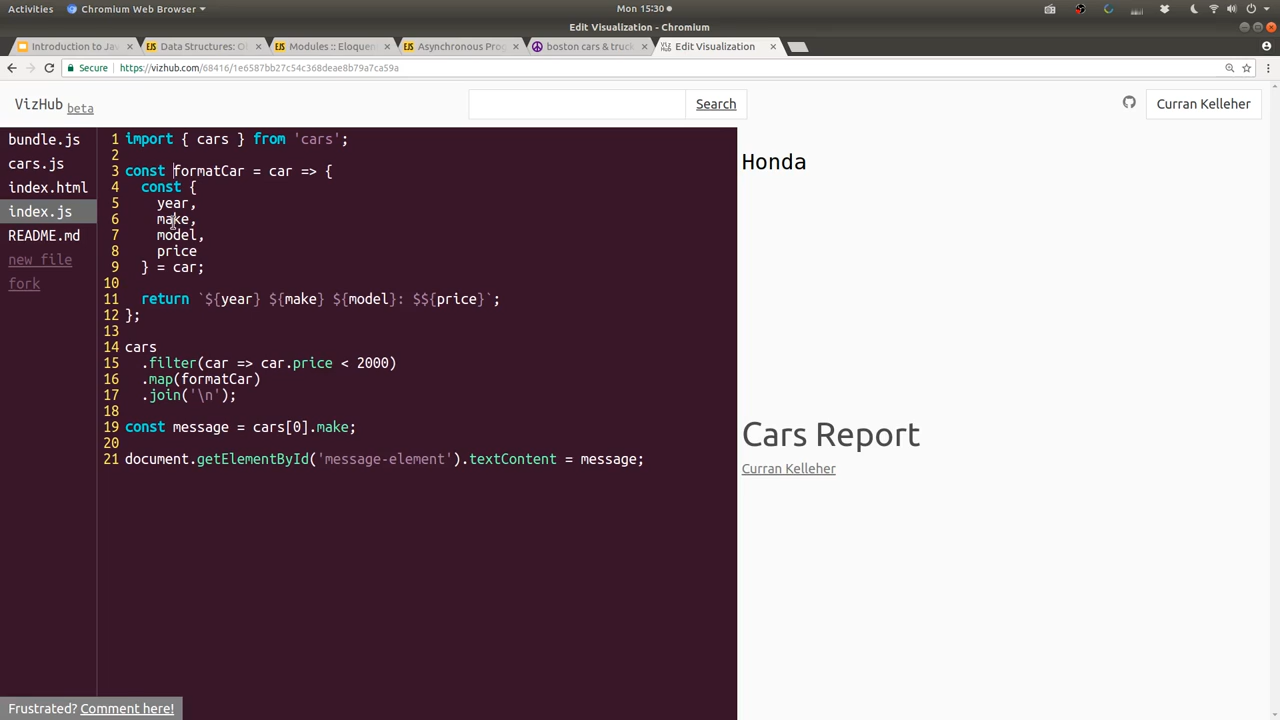 Activities Chromium Web Browser Mon 15:30
Edit Visualization - Chromium
Introduction to Jav
Data Structures: Ob
Modules :: Eloquen
Asynchronous Prog
boston cars & truck
Edit Visualization
Secure https://vizhub.com/68416/1e6587bb27c54c368deae8b79a7ca59a
VizHub beta Search Curran Kelleher
bundle.js
cars.js
index.html
index.js
README.md
new file
fork
1 import { cars } from 'cars';
2
3 const formatCar = car => {
4 const {
5 year,
6 make,
7 model,
8 price
9 } = car;
10
11 return `${year} ${make} ${model}: $${price}`;
12 };
13
14 cars
15 .filter(car => car.price < 2000)
16 .map(formatCar)
17 .join('\n');
18
19 const message = cars[0].make;
20
21 document.getElementById('message-element').textContent = message;
Honda
Cars Report
Curran Kelleher
Frustrated? Comment here!